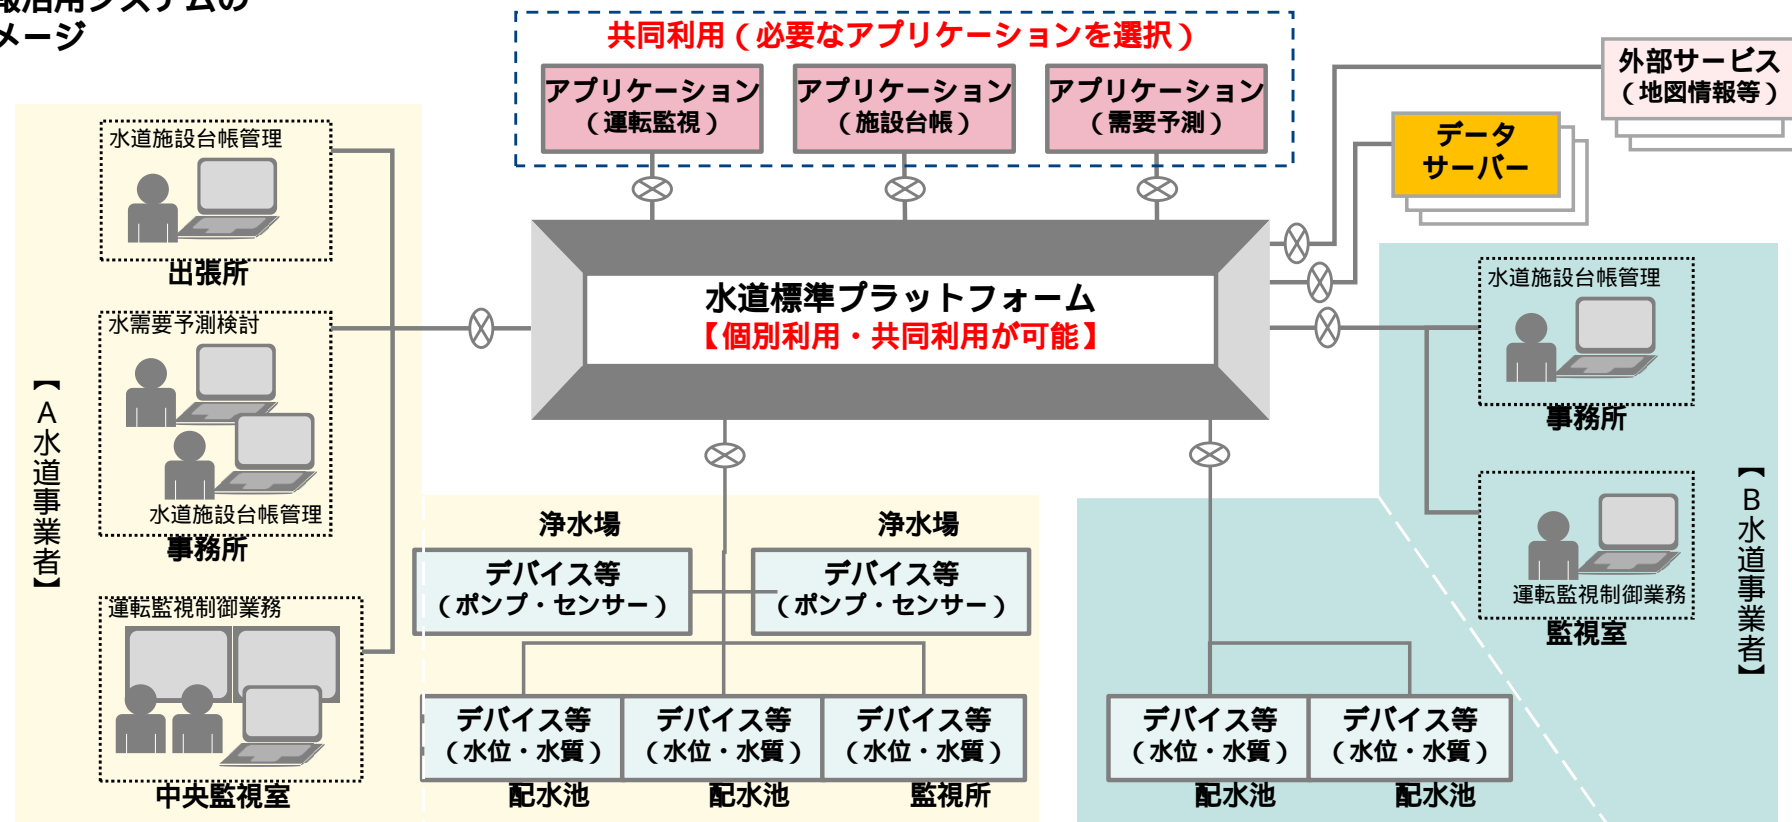 報活用システムの
メージ
共同利用（必要なアプリケーションを選択）
アプリケーション
（運転監視）
アプリケーション
（施設台帳）
アプリケーション
（需要予測）
外部サービス
（地図情報等）
データ
サーバー
水道標準プラットフォーム
【個別利用・共同利用が可能】
【A水道事業者】
水道施設台帳管理
出張所
水需要予測検討
水道施設台帳管理
事務所
運転監視制御業務
中央監視室
浄水場
デバイス等
（ポンプ・センサー）
浄水場
デバイス等
（ポンプ・センサー）
デバイス等
（水位・水質）
配水池
デバイス等
（水位・水質）
配水池
デバイス等
（水位・水質）
監視所
デバイス等
（水位・水質）
配水池
デバイス等
（水位・水質）
配水池
水道施設台帳管理
事務所
運転監視制御業務
監視室
【B水道事業者】